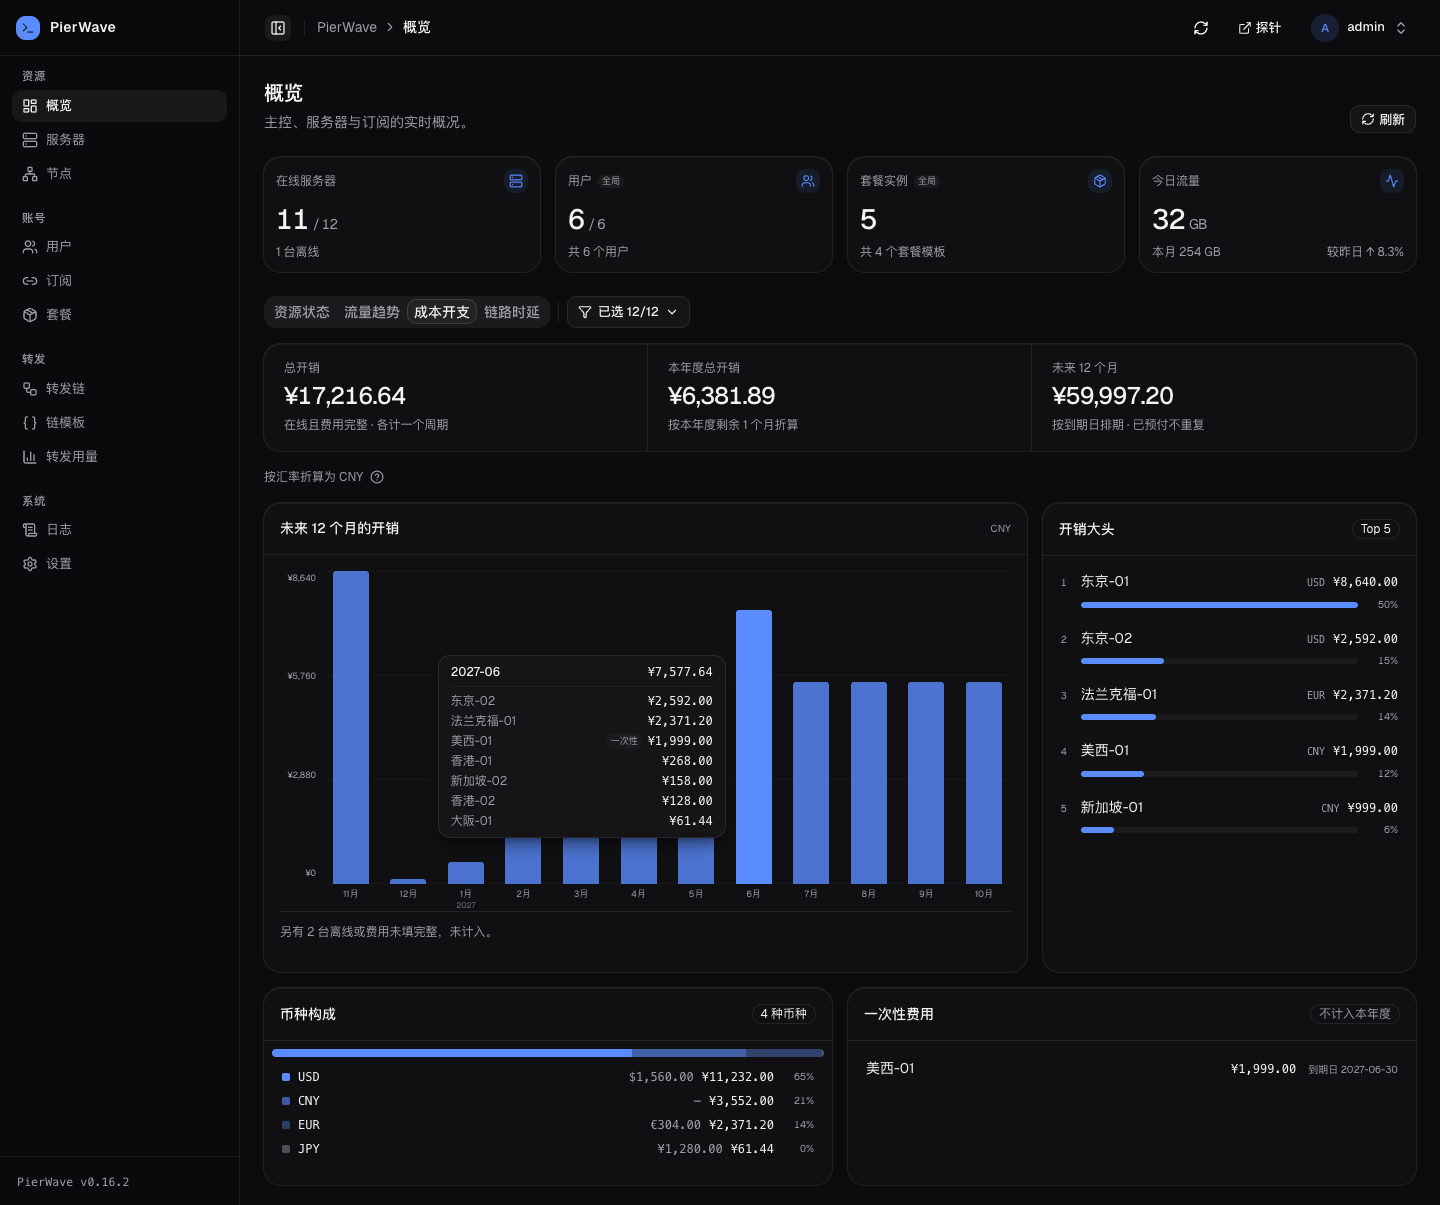 PierWave
PierWave > 概览
探针
A
admin
资源
概览
服务器
节点
账号
用户
订阅
套餐
转发
转发链
链模板
转发用量
系统
日志
设置
PierWave v0.16.2
概览
主控、服务器与订阅的实时概况。
刷新
在线服务器
11 / 12
1 台离线
用户 全局
6 / 6
共 6 个用户
套餐实例 全局
5
共 4 个套餐模板
今日流量
32 GB
本月 254 GB 较昨日 ↑ 8.3%
资源状态 流量趋势 成本开支 链路时延 已选 12/12
总开销
¥17,216.64
在线且费用完整 · 各计一个周期
本年度总开销
¥6,381.89
按本年度剩余 1 个月折算
未来 12 个月
¥59,997.20
按到期日排期 · 已预付不重复
按汇率折算为 CNY
未来 12 个月的开销 CNY
¥8,640
¥5,760
¥2,880
¥0
2027-06 ¥7,577.64
东京-02 ¥2,592.00
法兰克福-01 ¥2,371.20
美西-01 一次性 ¥1,999.00
香港-01 ¥268.00
新加坡-02 ¥158.00
香港-02 ¥128.00
大阪-01 ¥61.44
11月 12月 1月 2月 3月 4月 5月 6月 7月 8月 9月 10月
2027
另有 2 台离线或费用未填完整，未计入。
开销大头 Top 5
1 东京-01 USD ¥8,640.00
50%
2 东京-02 USD ¥2,592.00
15%
3 法兰克福-01 EUR ¥2,371.20
14%
4 美西-01 CNY ¥1,999.00
12%
5 新加坡-01 CNY ¥999.00
6%
币种构成 4 种币种
USD $1,560.00 ¥11,232.00 65%
CNY — ¥3,552.00 21%
EUR €304.00 ¥2,371.20 14%
JPY ¥1,280.00 ¥61.44 0%
一次性费用 不计入本年度
美西-01 ¥1,999.00 到期日 2027-06-30